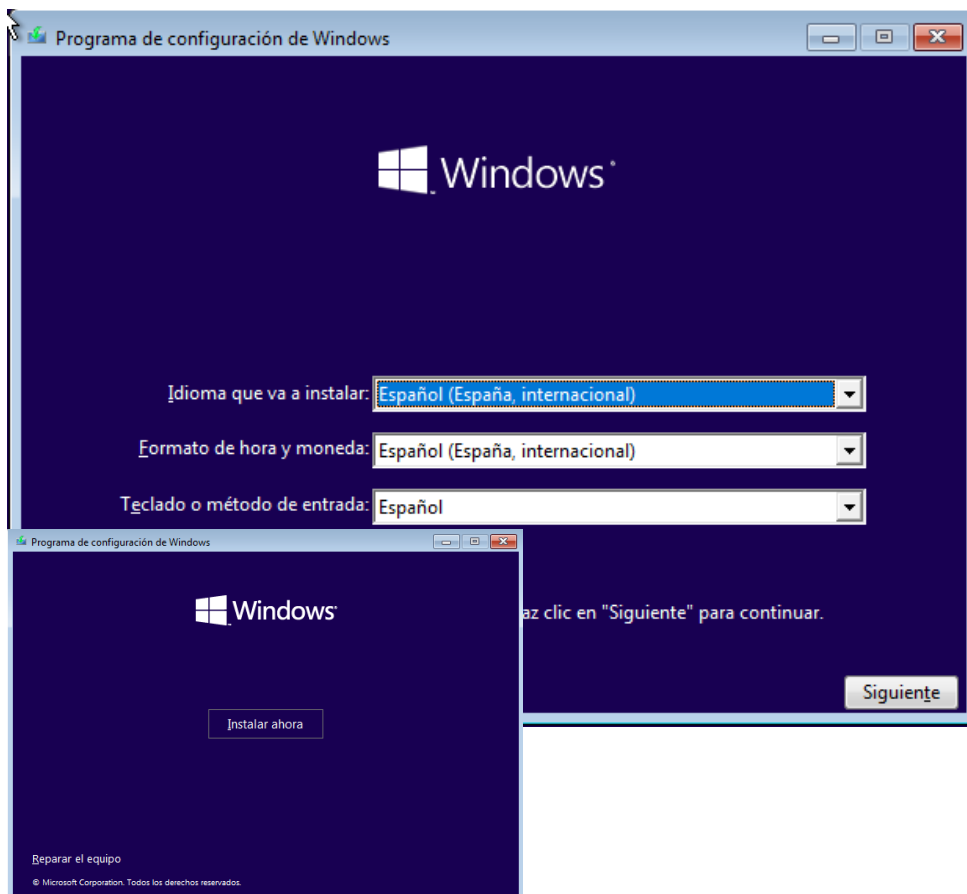 Programa de configuración de Windows
Windows
Idioma que va a instalar: Español (España, internacional)
Formato de hora y moneda: Español (España, internacional)
Teclado o método de entrada: Español
az clic en "Siguiente" para continuar.
Siguiente
Programa de configuración de Windows
Windows
Instalar ahora
Reparar el equipo
© Microsoft Corporation. Todos los derechos reservados.